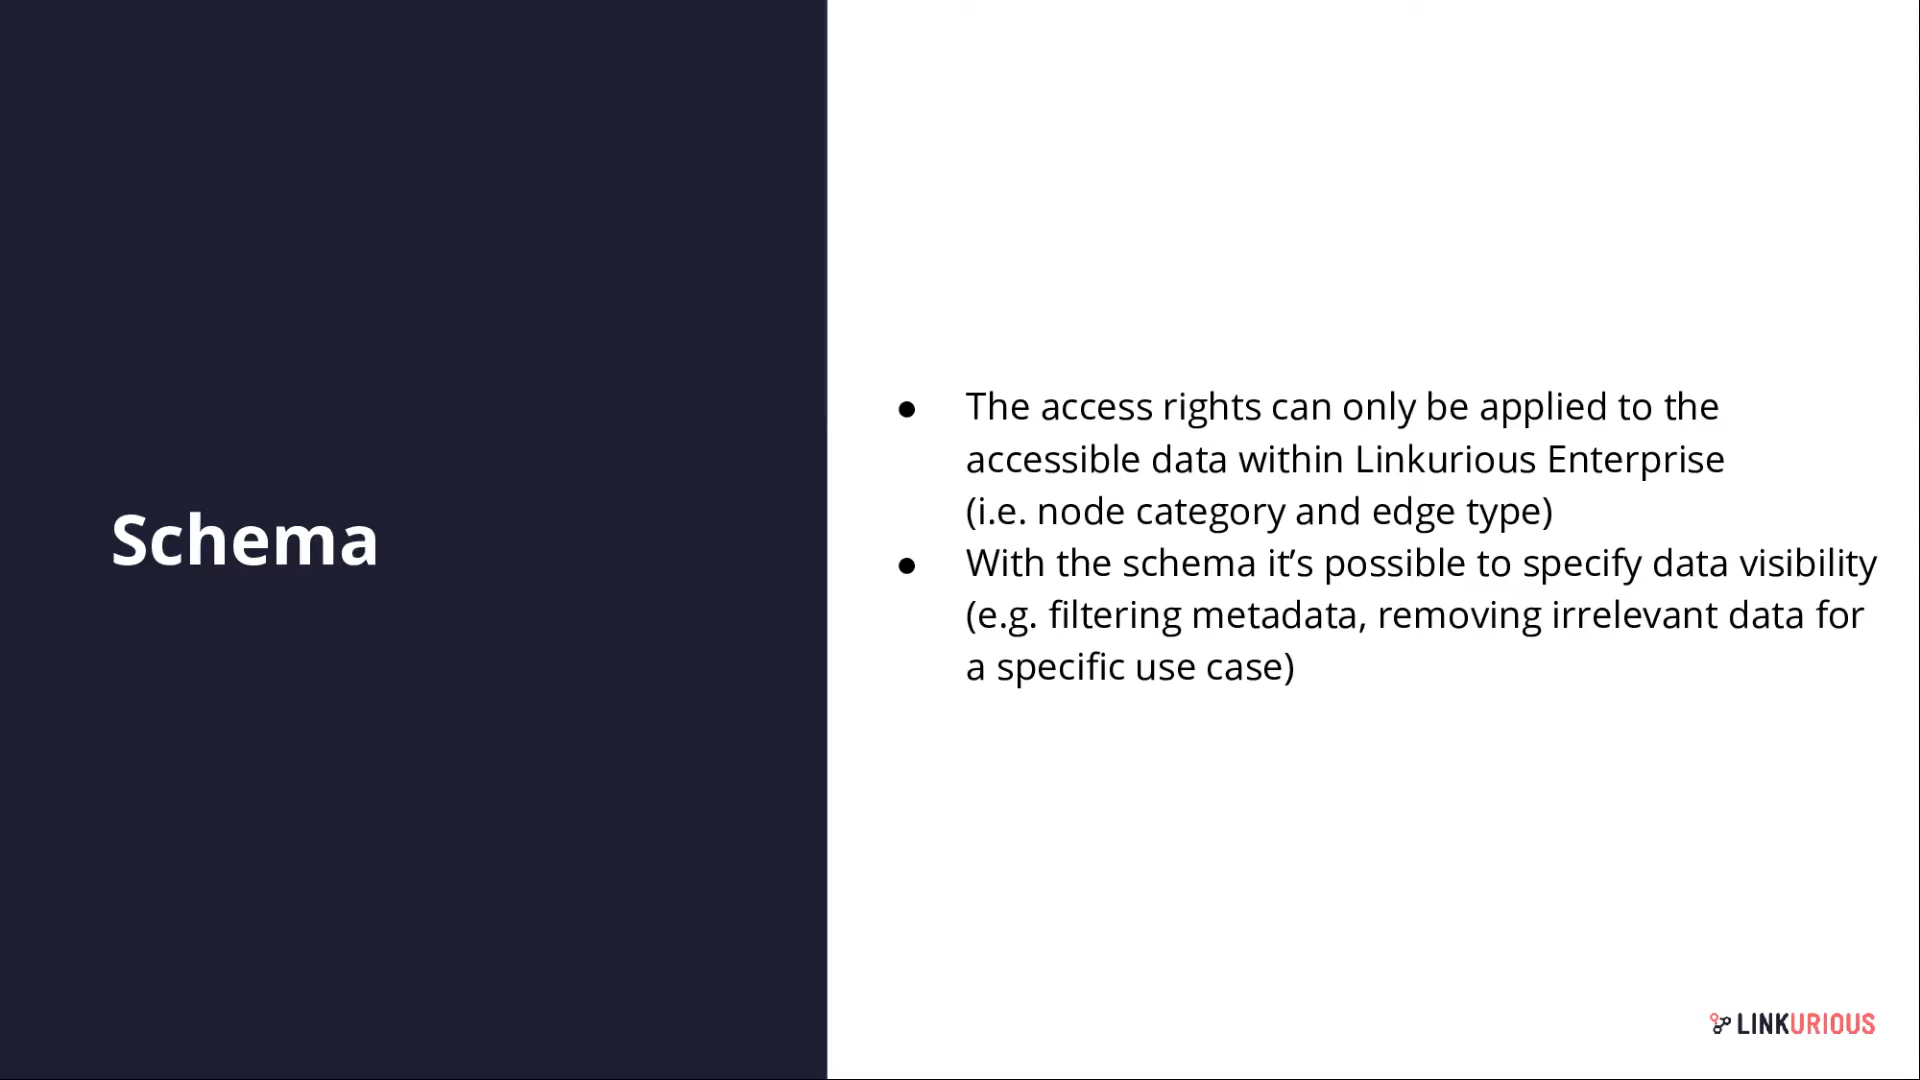 Schema
● The access rights can only be applied to the
accessible data within Linkurious Enterprise
(i.e. node category and edge type)
● With the schema it’s possible to specify data visibility
(e.g. filtering metadata, removing irrelevant data for
a specific use case)
LINKURIOUS